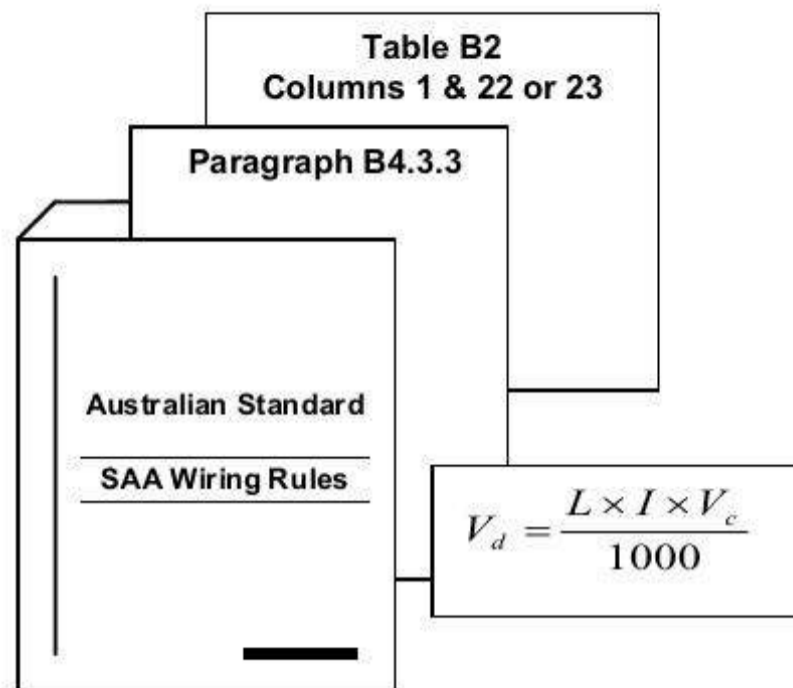 Table B2
Columns 1 & 22 or 23
Paragraph B4.3.3
Australian Standard
SAA Wiring Rules
V_d = \frac{L × I × V_c}{1000}